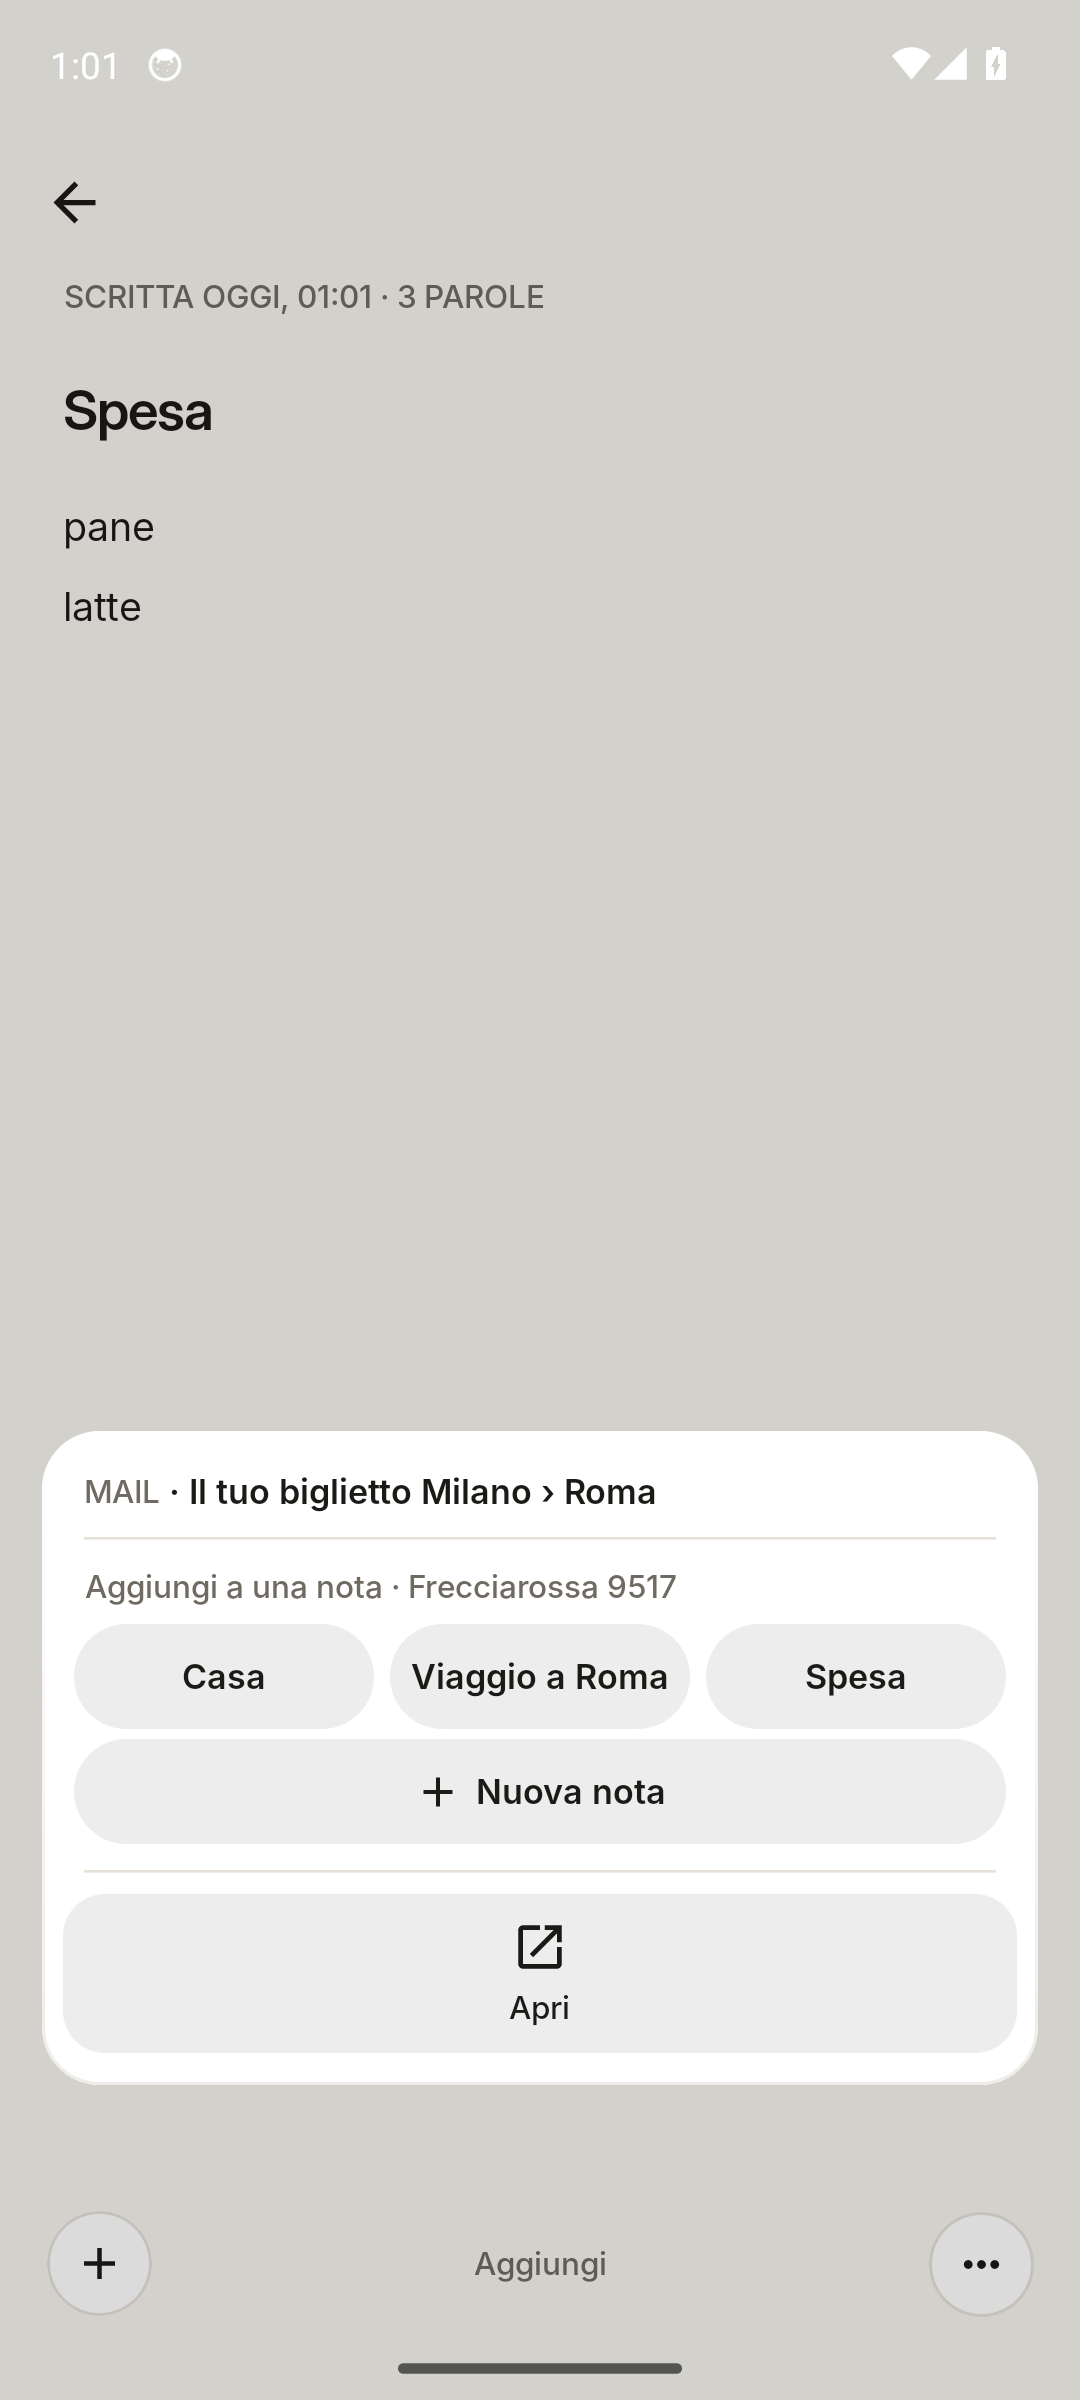 1:01
SCRITTA OGGI, 01:01 · 3 PAROLE
Spesa
pane
latte
MAIL · Il tuo biglietto Milano › Roma
Aggiungi a una nota · Frecciarossa 9517
Casa
Viaggio a Roma
Spesa
Nuova nota
Apri
Aggiungi